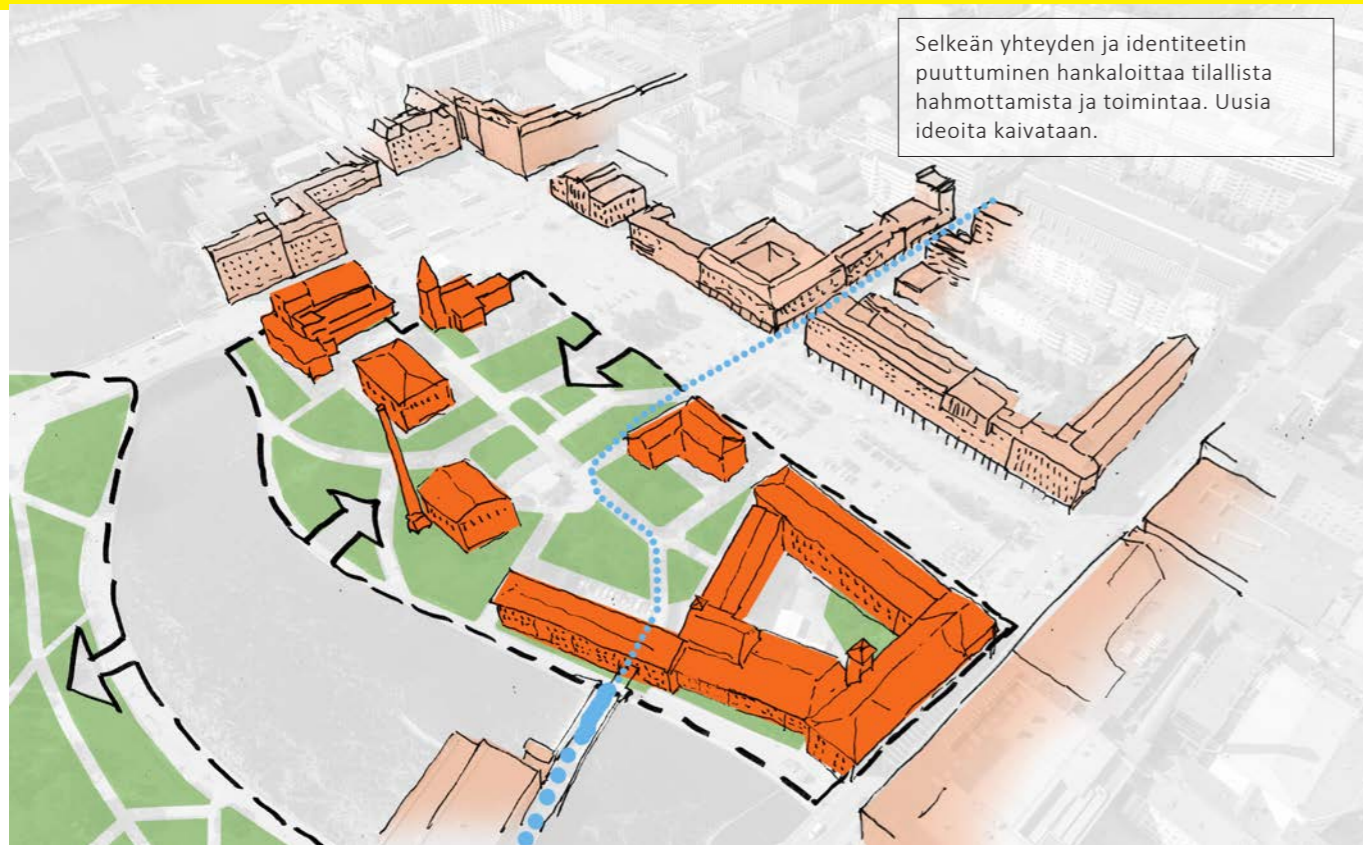 Selkeän yhteyden ja identiteetin
puuttuminen hankaloittaa tilallista
hahmottamista ja toimintaa. Uusia
ideoita kaivataan.